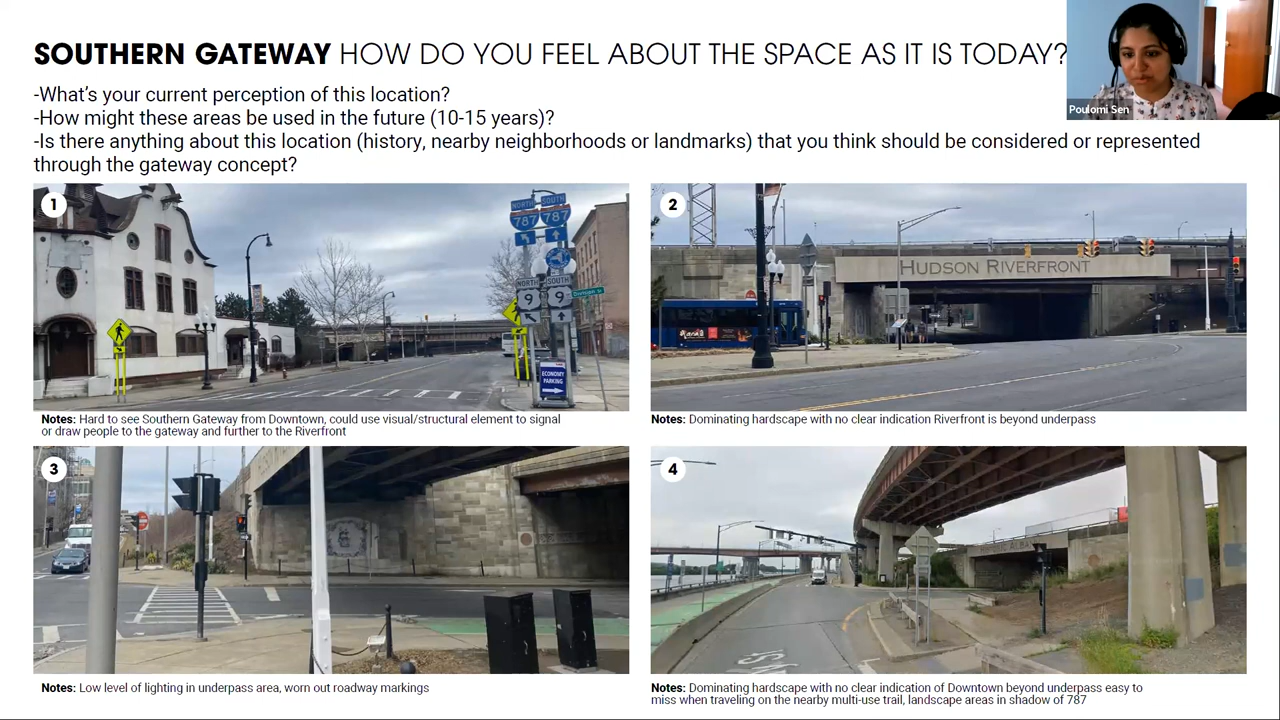 SOUTHERN GATEWAY HOW DO YOU FEEL ABOUT THE SPACE AS IT IS TODAY?
Poulomi Sen
-What's your current perception of this location?
-How might these areas be used in the future (10-15 years)?
-Is there anything about this location (history, nearby neighborhoods or landmarks) that you think should be considered or represented
through the gateway concept?
1
NORTH SOUTH
787 787
NORTH SOUTH
9 9
Division St
ECONOMY
PARKING
2
HUDSON RIVERFRONT
Notes: Hard to see Southern Gateway from Downtown, could use visual/structural element to signal
or draw people to the gateway and further to the Riverfront
Notes: Dominating hardscape with no clear indication Riverfront is beyond underpass
3
4
Notes: Low level of lighting in underpass area, worn out roadway markings
Notes: Dominating hardscape with no clear indication of Downtown beyond underpass easy to
miss when traveling on the nearby multi-use trail, landscape areas in shadow of 787